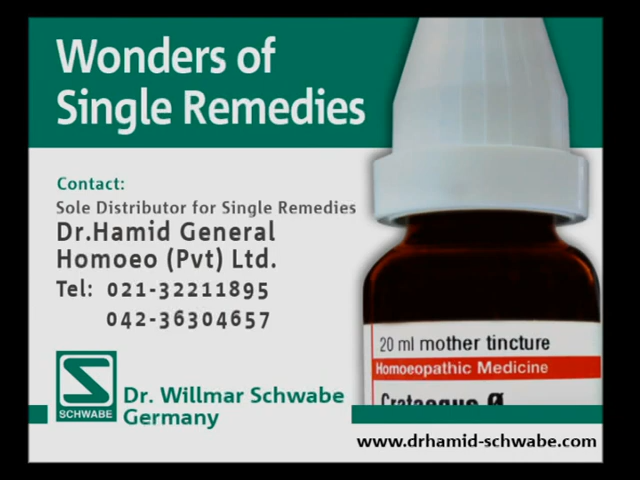 Wonders of
Single Remedies
Contact:
Sole Distributor for Single Remedies
Dr.Hamid General
Homoeo (Pvt) Ltd.
Tel: 021-32211895
042-36304657
20 ml mother tincture
Homoeopathic Medicine
Crataegus Ø
SCHWABE
Dr. Willmar Schwabe
Germany
www.drhamid-schwabe.com